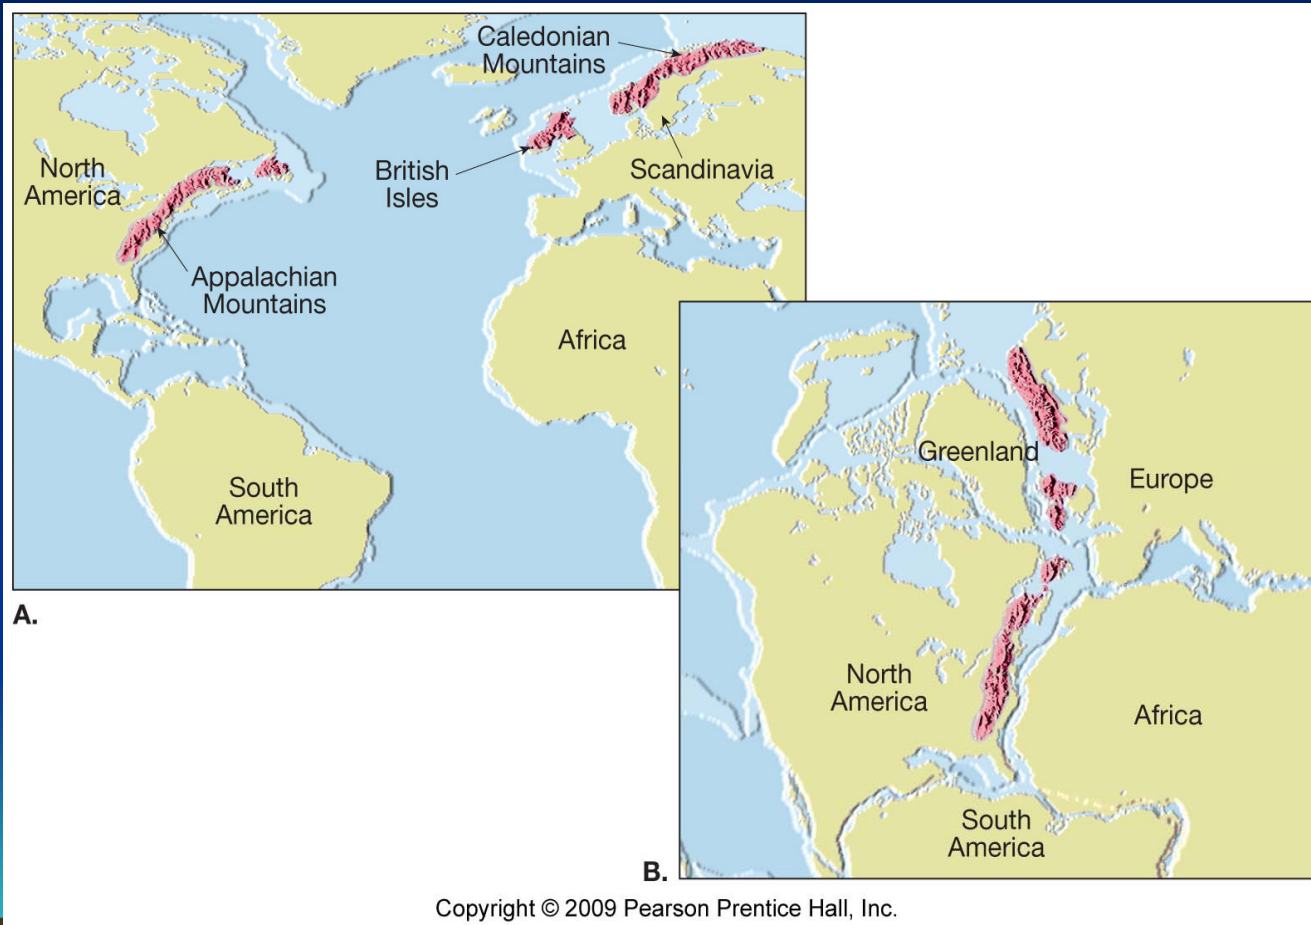 Caledonian
Mountains
North
America
British
Isles
Scandinavia
Appalachian
Mountains
Africa
South
America
A.
Greenland
Europe
North
America
Africa
South
America
B.
Copyright © 2009 Pearson Prentice Hall, Inc.